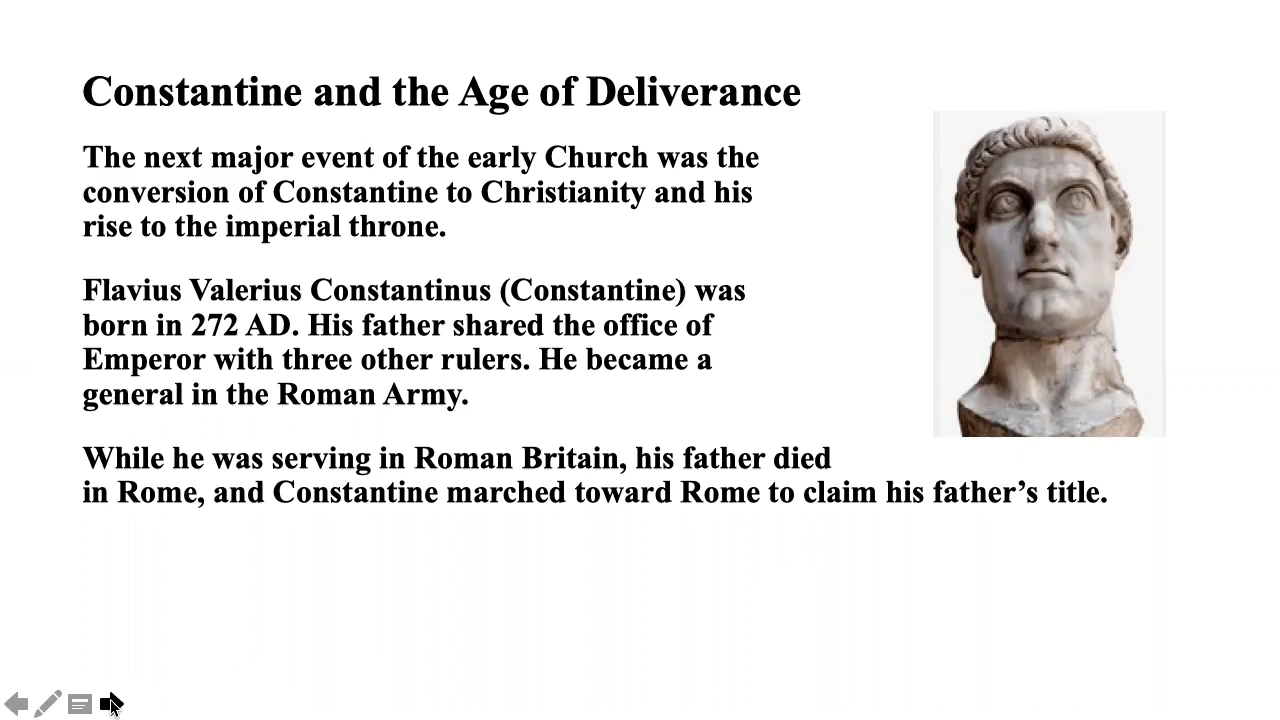 Constantine and the Age of Deliverance
The next major event of the early Church was the
conversion of Constantine to Christianity and his
rise to the imperial throne.
Flavius Valerius Constantinus (Constantine) was
born in 272 AD. His father shared the office of
Emperor with three other rulers. He became a
general in the Roman Army.
While he was serving in Roman Britain, his father died
in Rome, and Constantine marched toward Rome to claim his father’s title.